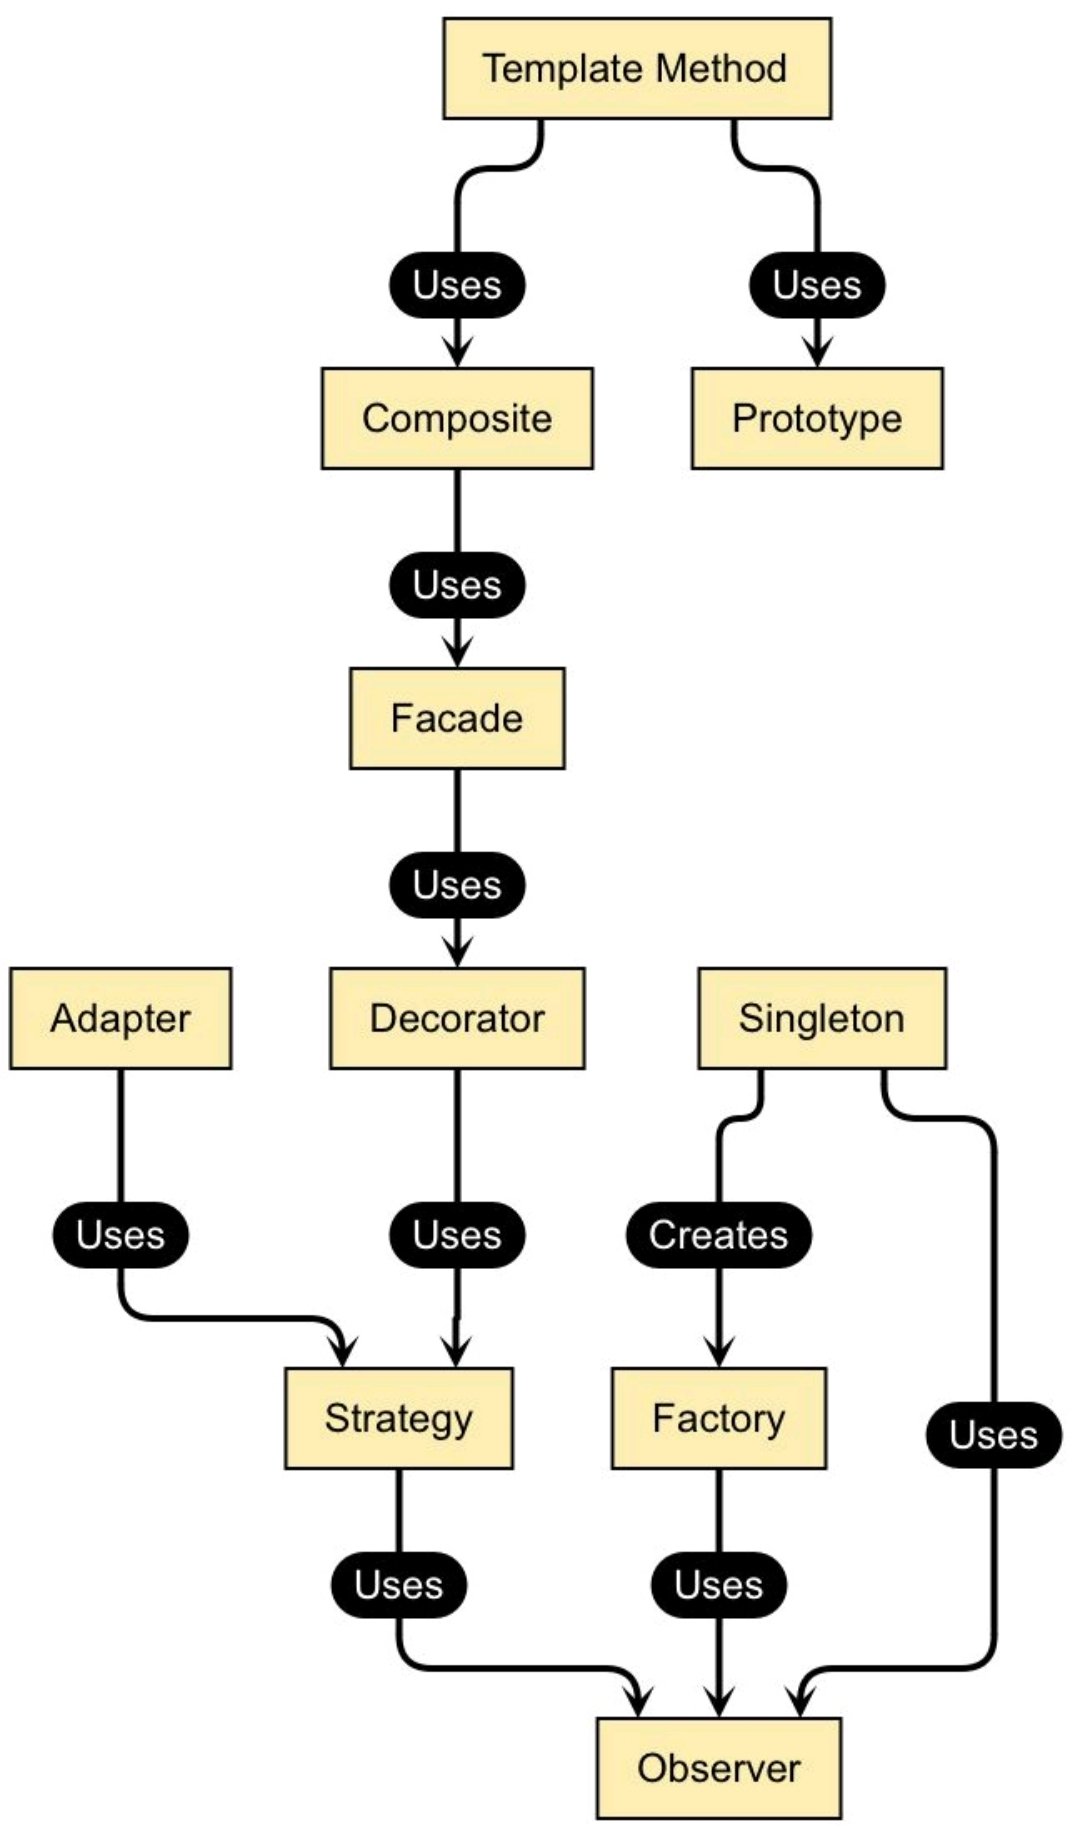 Template Method
Uses
Uses
Composite
Prototype
Uses
Facade
Uses
Adapter
Decorator
Singleton
Uses
Uses
Creates
Strategy
Factory
Uses
Uses
Uses
Observer